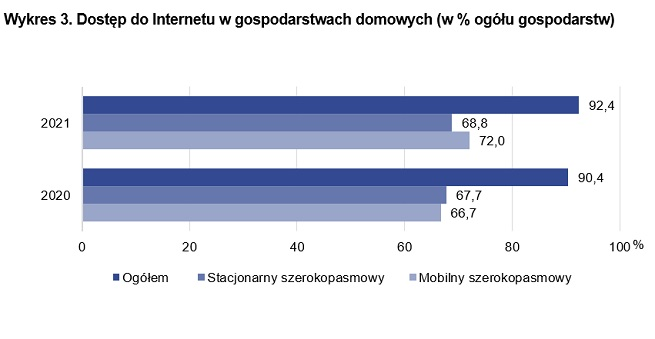 Wykres 3. Dostęp do Internetu w gospodarstwach domowych (w % ogółu gospodarstw)
2021
92,4
68,8
72,0
2020
90,4
67,7
66,7
0 20 40 60 80 100 %
Ogółem Stacjonarny szerokopasmowy Mobilny szerokopasmowy